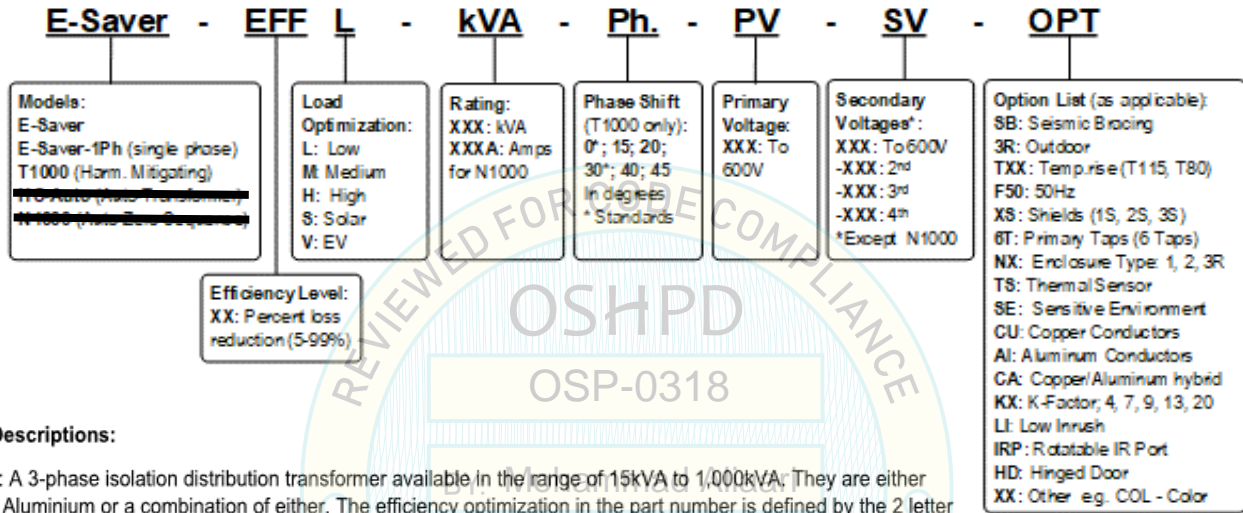 E-Saver - EFF L - kVA - Ph. - PV - SV - OPT
Models:
E-Saver
E-Saver-1Ph (single phase)
T1000 (Harm. Mitigating)
Efficiency Level:
XX: Percent loss
reduction (5-99%)
Load
Optimization:
L: Low
M: Medium
H: High
S: Solar
V: EV
Rating:
XXX: kVA
XXXA: Amps
for N1000
Phase Shift
(T1000 only):
0*; 15; 20;
30*; 40; 45
In degrees
* Standards
Primary
Voltage:
XXX: To
600V
Secondary
Voltages*:
XXX: To 600V
-XXX: 2nd
-XXX: 3rd
-XXX: 4th
*Except N1000
Option List (as applicable):
SB: Seismic Bracing
3R: Outdoor
TXX: Temp.rise (T115, T80)
F50: 50Hz
XS: Shields (1S, 2S, 3S)
6T: Primary Taps (6 Taps)
NX: Enclosure Type: 1, 2, 3R
TS: Thermal Sensor
SE: Sensitive Environment
CU: Copper Conductors
Al: Aluminum Conductors
CA: Copper/Aluminum hybrid
KX: K-Factor; 4, 7, 9, 13, 20
LI: Low Inrush
IRP: Rotatable IR Port
HD: Hinged Door
XX: Other e.g. COL - Color
REVIEWED FOR CODE COMPLIANCE
OSHPD
OSP-0318
Descriptions:
: A 3-phase isolation distribution transformer available in the range of 15kVA to 1,000kVA. They are either
Aluminium or a combination of either. The efficiency optimization in the part number is defined by the 2 letter
BY: Mohammad